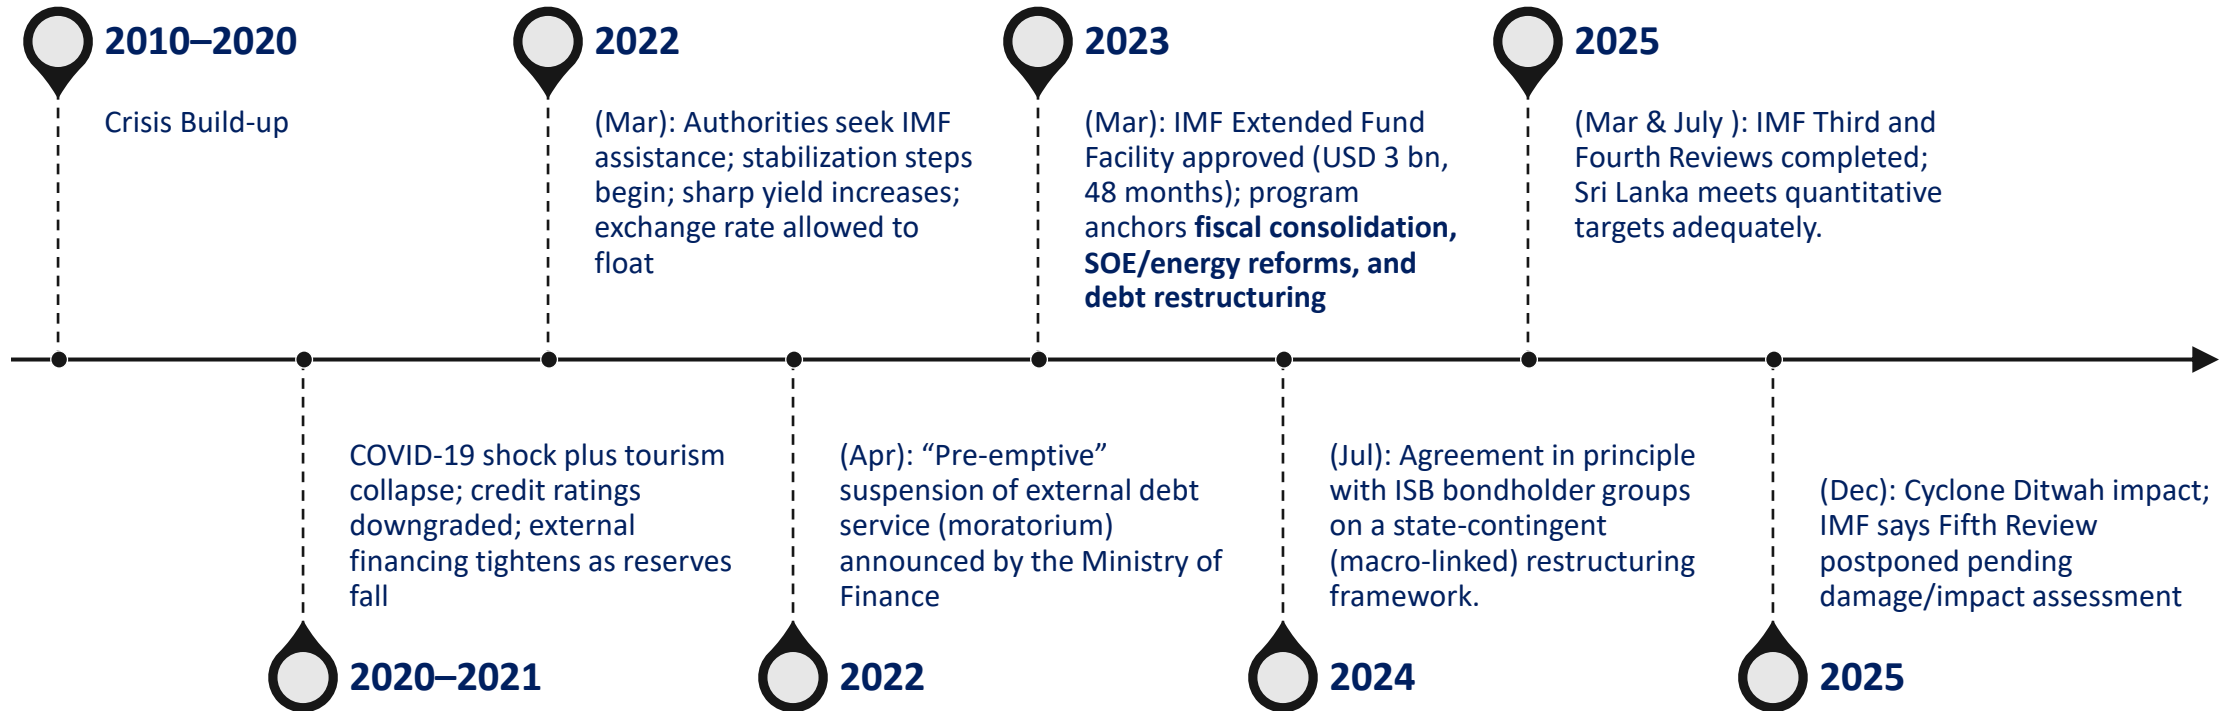 2010–2020
Crisis Build-up
2020–2021
COVID-19 shock plus tourism
collapse; credit ratings
downgraded; external
financing tightens as reserves
fall
2022
(Mar): Authorities seek IMF
assistance; stabilization steps
begin; sharp yield increases;
exchange rate allowed to
float
2022
(Apr): “Pre-emptive”
suspension of external debt
service (moratorium)
announced by the Ministry of
Finance
2023
(Mar): IMF Extended Fund
Facility approved (USD 3 bn,
48 months); program
anchors fiscal consolidation,
SOE/energy reforms, and
debt restructuring
2024
(Jul): Agreement in principle
with ISB bondholder groups
on a state-contingent
(macro-linked) restructuring
framework.
2025
(Mar & July ): IMF Third and
Fourth Reviews completed;
Sri Lanka meets quantitative
targets adequately.
2025
(Dec): Cyclone Ditwah impact;
IMF says Fifth Review
postponed pending
damage/impact assessment